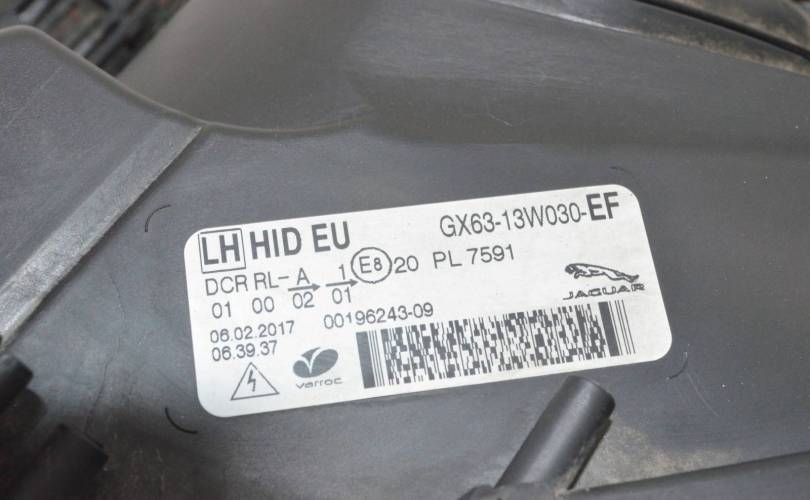 LH HID EU GX63-13W030-EF
DCR RL- A 1 E8 20 PL 7591
01 00 02 01
JAGUAR
06.02.2017 00196243-09
06.39.37
varroc